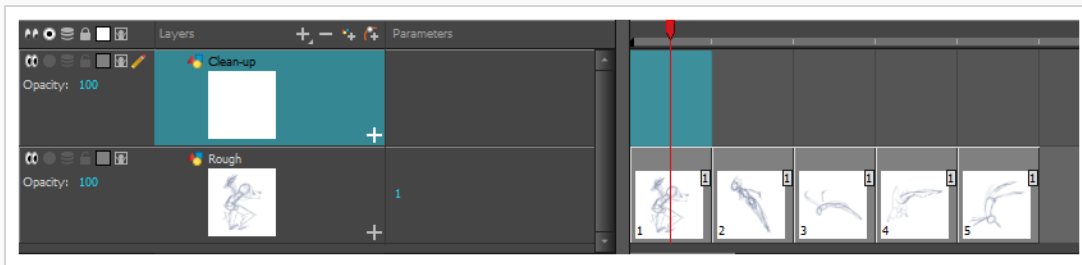 Layers Parameters
Clean-up
Opacity: 100
Rough
Opacity: 100
1
1 1 1 1 1
1 2 3 4 5